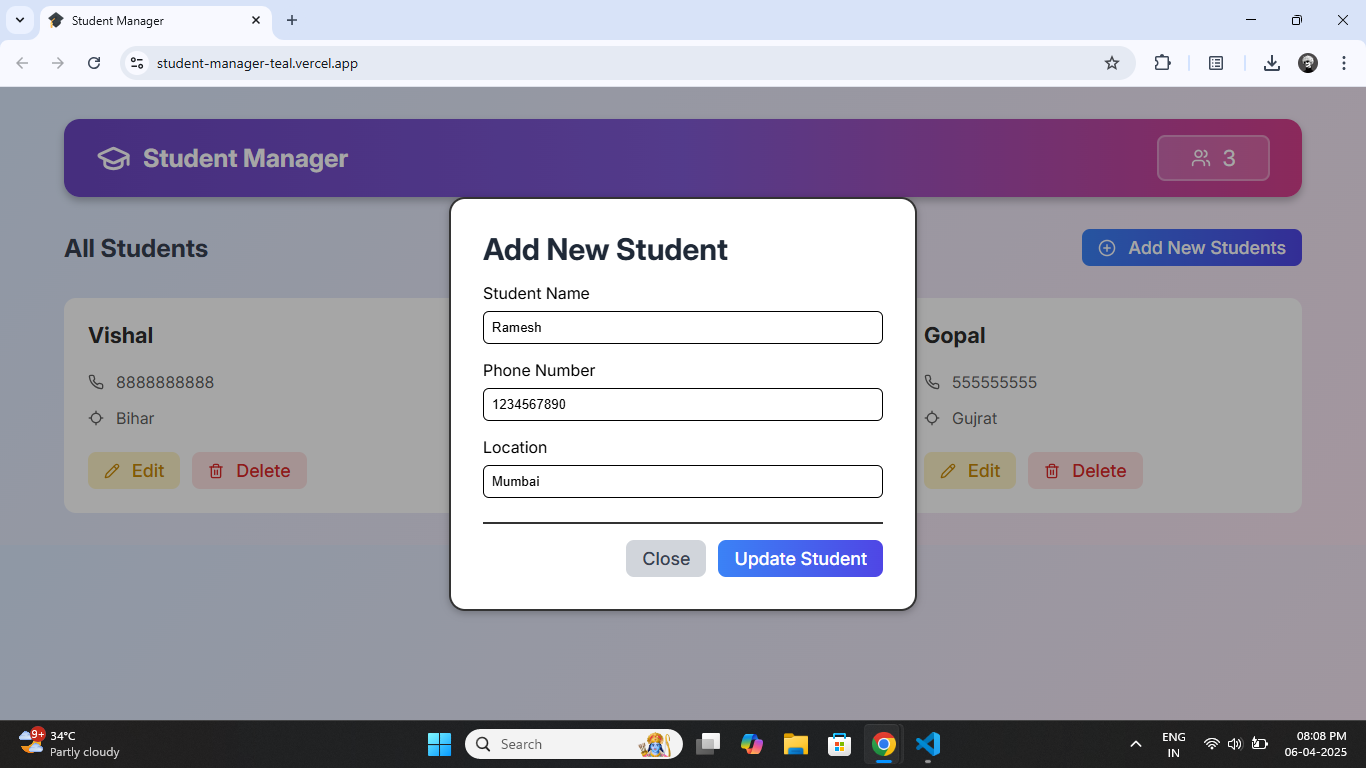 Student Manager
student-manager-teal.vercel.app
Student Manager
3
All Students
Add New Students
Add New Student
Student Name
Ramesh
Phone Number
1234567890
Location
Mumbai
Close
Update Student
Vishal
8888888888
Bihar
Edit
Delete
Gopal
555555555
Gujrat
Edit
Delete
9+
34°C
Partly cloudy
Search
ENG
IN
08:08 PM
06-04-2025